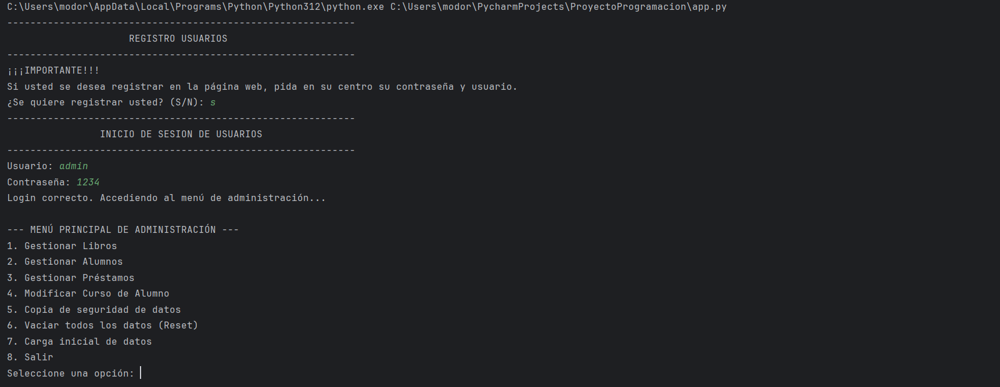 C:\Users\modor\AppData\Local\Programs\Python\Python312\python.exe C:\Users\modor\PycharmProjects\ProyectoProgramacion\app.py
------------------------------------------------------------
REGISTRO USUARIOS
------------------------------------------------------------
¡¡¡IMPORTANTE!!!
Si usted se desea registrar en la página web, pida en su centro su contraseña y usuario.
¿Se quiere registrar usted? (S/N): s
------------------------------------------------------------
INICIO DE SESION DE USUARIOS
------------------------------------------------------------
Usuario: admin
Contraseña: 1234
Login correcto. Accediendo al menú de administración...
--- MENÚ PRINCIPAL DE ADMINISTRACIÓN ---
1. Gestionar Libros
2. Gestionar Alumnos
3. Gestionar Préstamos
4. Modificar Curso de Alumno
5. Copia de seguridad de datos
6. Vaciar todos los datos (Reset)
7. Carga inicial de datos
8. Salir
Seleccione una opción: